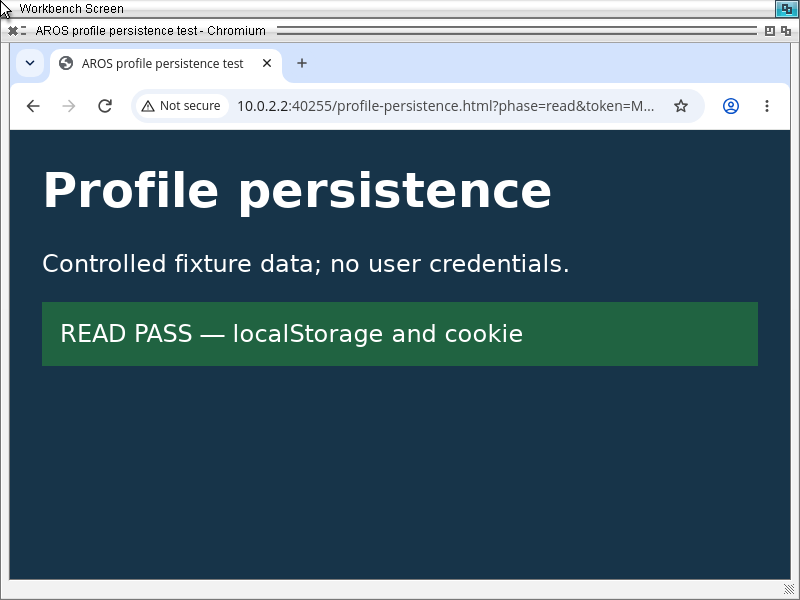 Workbench Screen
AROS profile persistence test - Chromium
AROS profile persistence test
Not secure
10.0.2.2:40255/profile-persistence.html?phase=read&token=M...
Profile persistence
Controlled fixture data; no user credentials.
READ PASS — localStorage and cookie